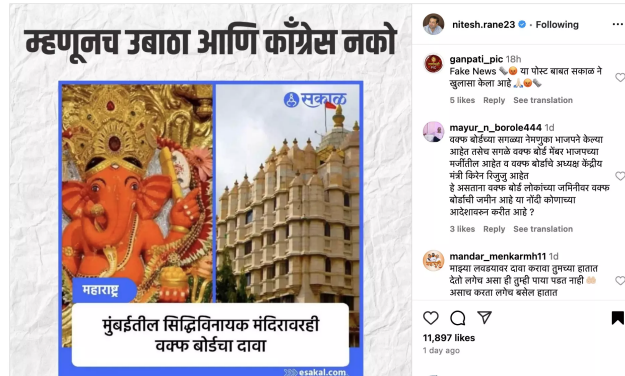 म्हणूनच उबाठा आणि काँग्रेस नको
सकाळ
महाराष्ट्र
मुंबईतील सिद्धिविनायक मंदिरावरही
वक्फ बोर्डचा दावा
esakal.com
nitesh.rane23 • Following
ganpati_pic 18h
Fake News 🗞️😡 या पोस्ट बाबत सकाळ ने
खुलासा केला आहे 🙏🏻😡🗞️
5 likes Reply See translation
mayur_n_borole444 1d
वक्फ बोर्डच्या सगळ्या नेमणुका भाजपने केल्या
आहेत तसेच सगळे वक्फ बोर्ड मेंबर भाजपच्या
मर्जीतील आहेत व वक्फ बोर्डाचे अध्यक्ष केंद्रीय
मंत्री किरेन रिजुजु आहेत
हे असताना वक्फ बोर्ड लोकांच्या जमिनीवर वक्फ
बोर्डाची जमीन आहे या नोंदी कोणाच्या
आदेशावरुन करीत आहे ?
3 likes Reply See translation
mandar_menkarmh11 1d
माझ्या लवडयावर दावा करावा तुमच्या हातात
देतो लगेच असा ही तुम्ही पाया पडत नाही 🤲🏻
असाच करता लगेच बसेल हातात
11,897 likes
1 day ago